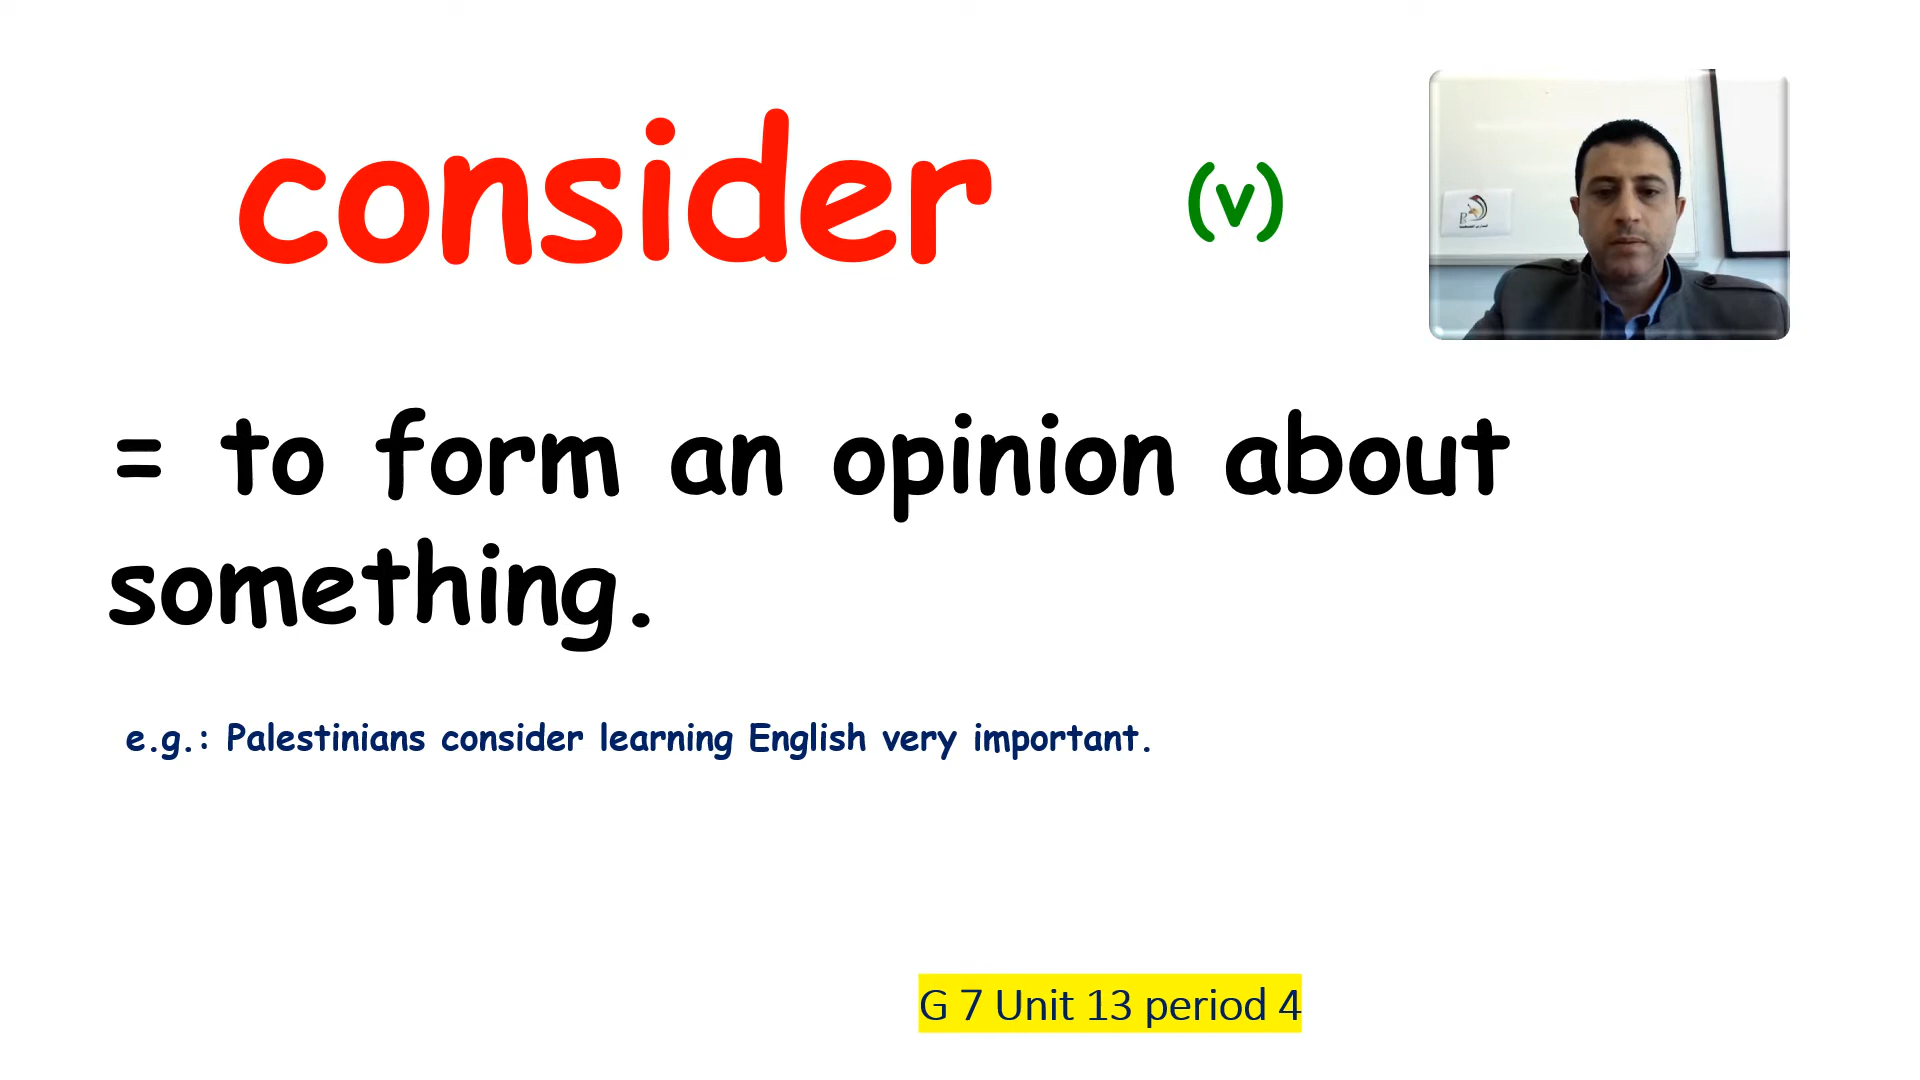 consider (v)
= to form an opinion about
something.
e.g.: Palestinians consider learning English very important.
G 7 Unit 13 period 4